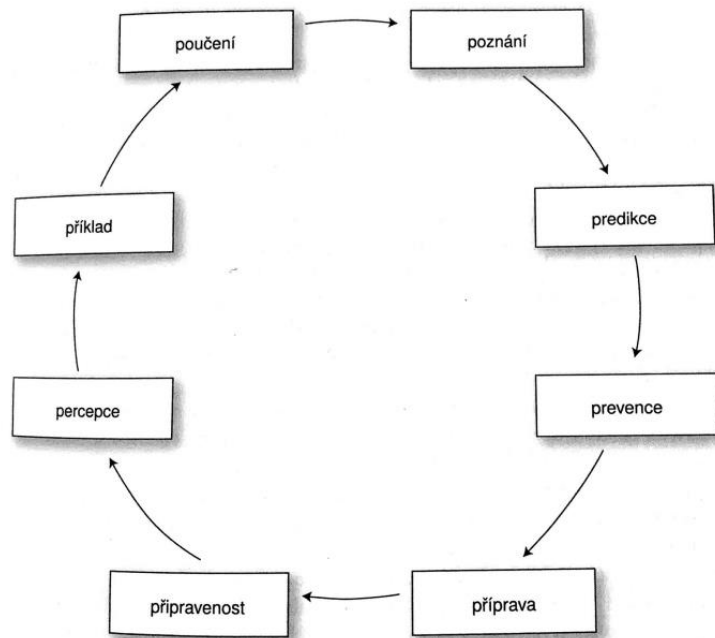 poučení
poznání
predikce
prevence
příprava
připravenost
percepce
příklad